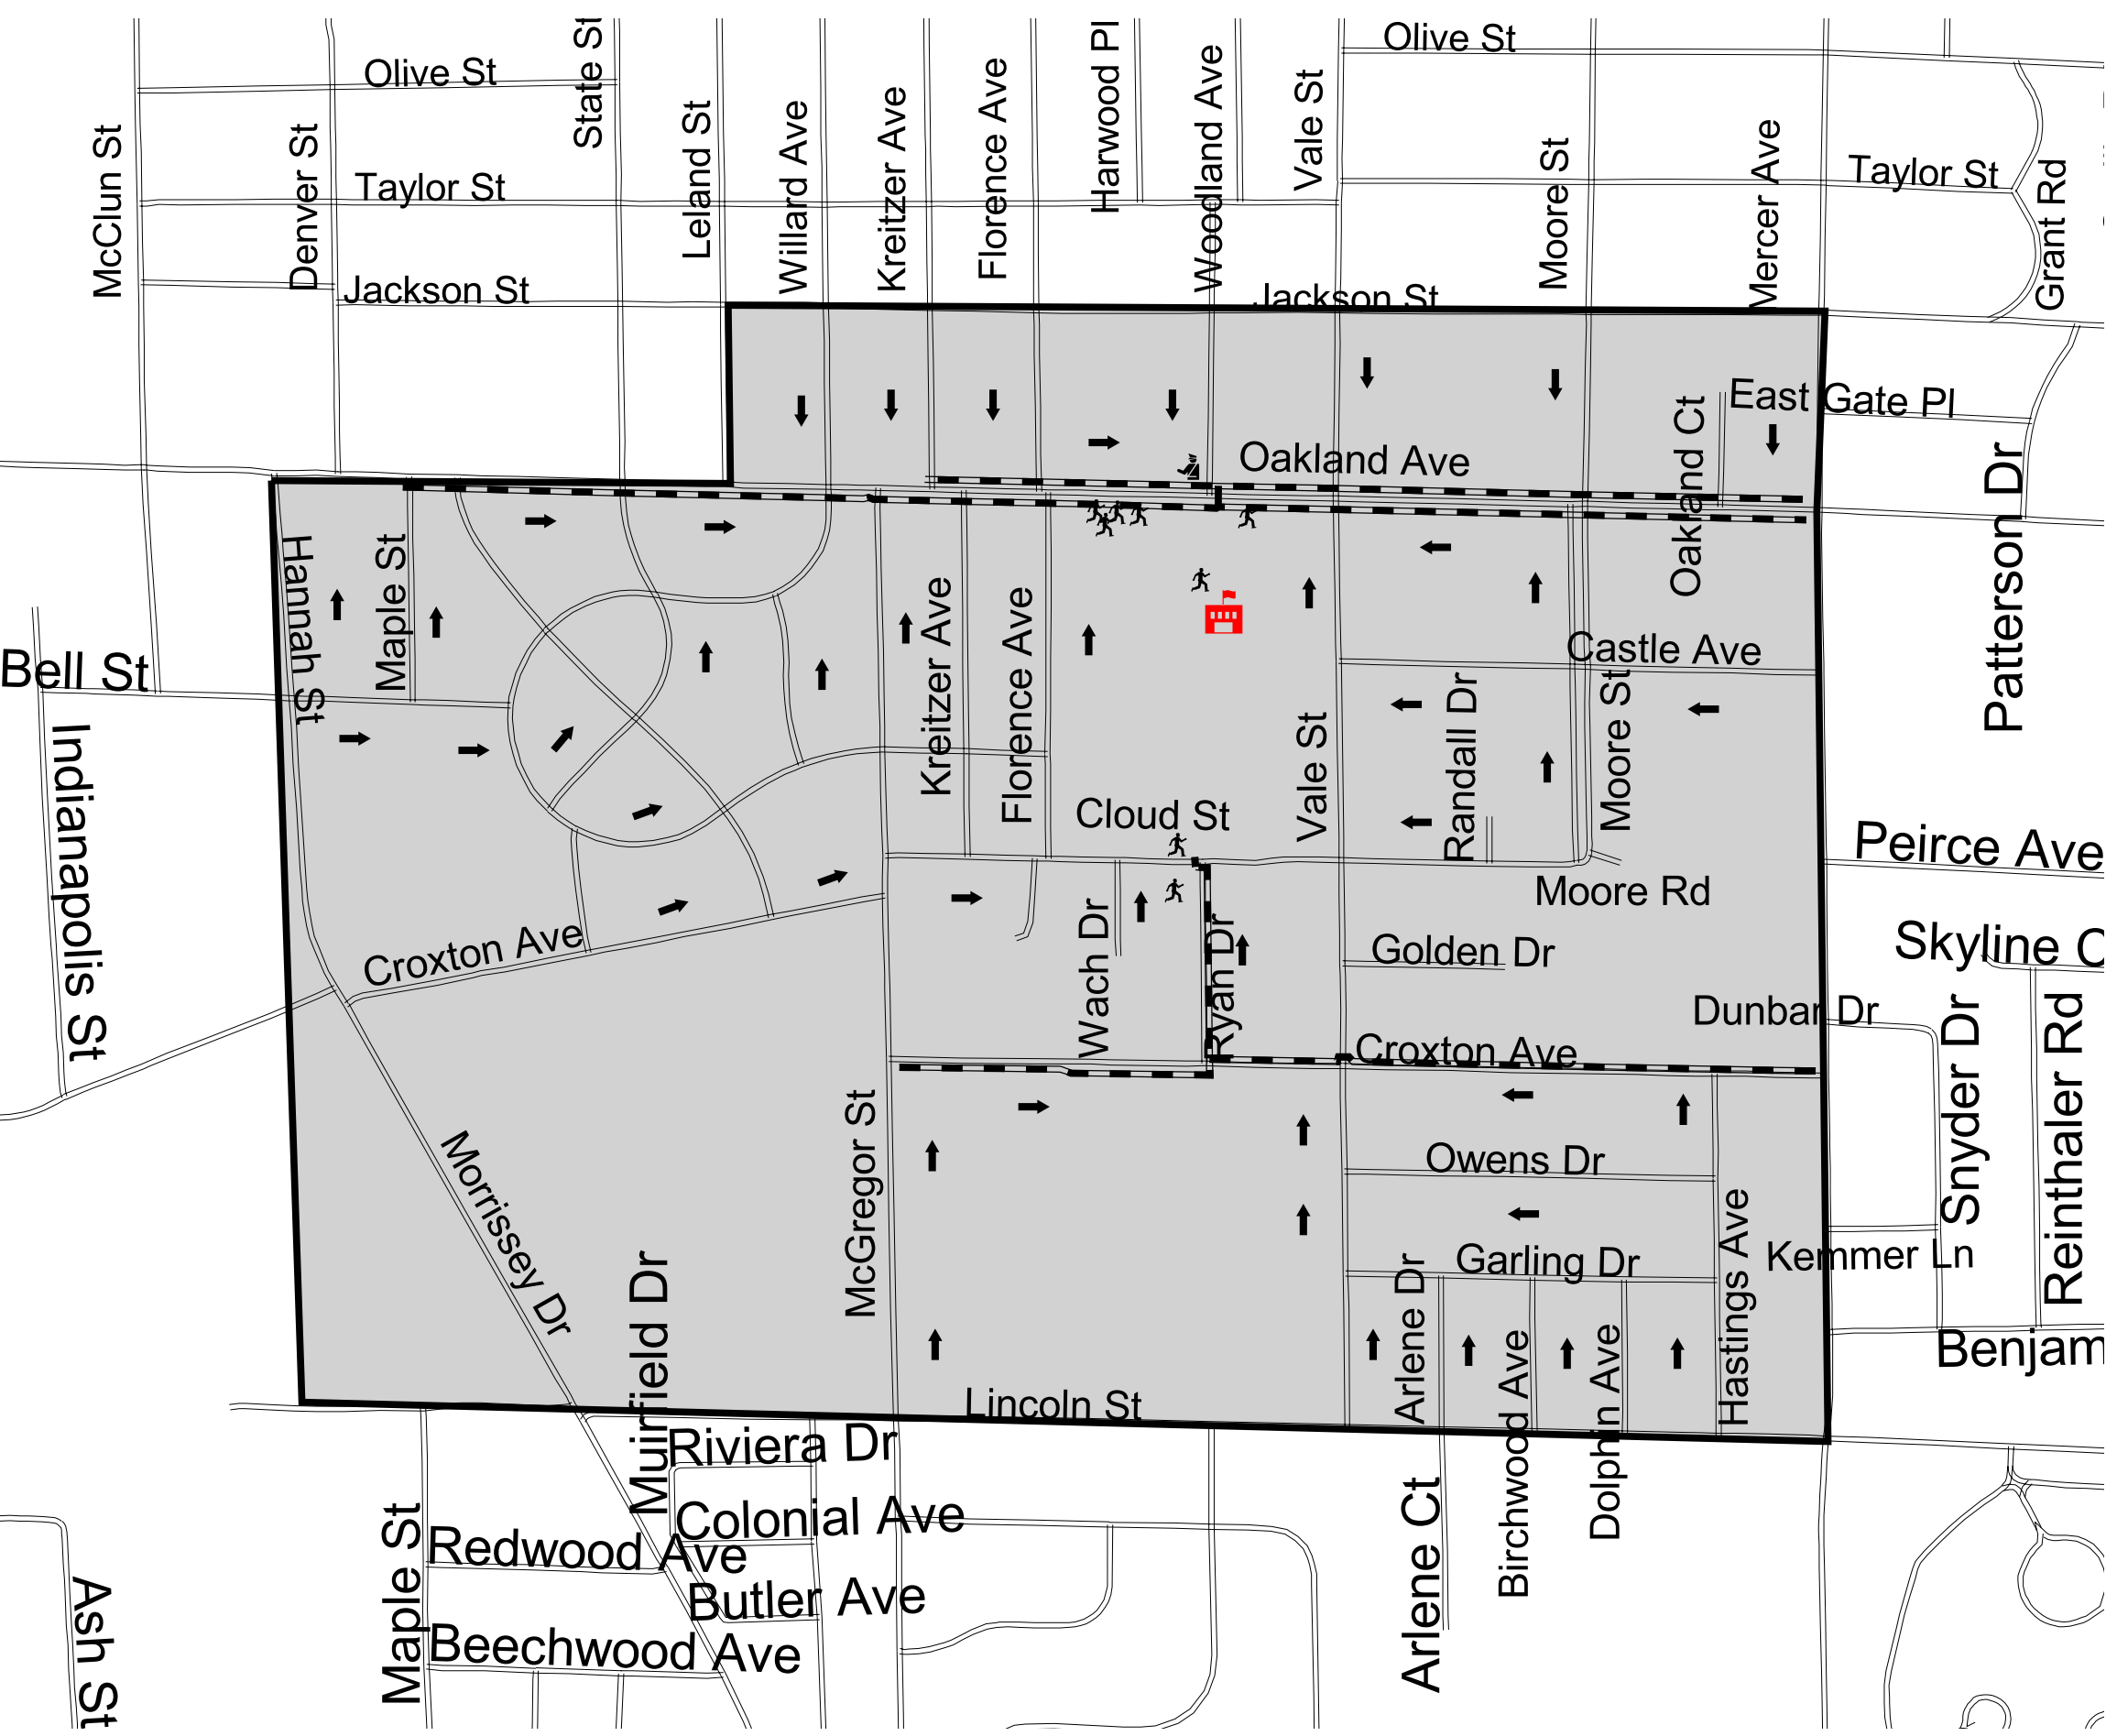 Olive St
Olive St
State St
McClun St
Denver St
Leland St
Willard Ave
Kreitzer Ave
Florence Ave
Harwood Pl
Woodland Ave
Vale St
Moore St
Mercer Ave
Taylor St
Taylor St
Grant Rd
Jackson St
Jackson St
East Gate Pl
Oakland Ave
Oakland Ct
Patterson Dr
Hannah St
Maple St
Kreitzer Ave
Florence Ave
Castle Ave
Bell St
Indianapolis St
Vale St
Randall Dr
Moore St
Cloud St
Peirce Ave
Moore Rd
Croxton Ave
Wach Dr
Ryan Dr
Golden Dr
Skyline C
Dunbar Dr
Snyder Dr
Reinthaler Rd
Croxton Ave
Morrissey Dr
McGregor St
Owens Dr
Hastings Ave
Garling Dr
Kemmer Ln
Muirfield Dr
Arlene Dr
Birchwood Ave
Dolphin Ave
Benjam
Lincoln St
Riviera Dr
Colonial Ave
Redwood Ave
Butler Ave
Beechwood Ave
Maple St
Arlene Ct
Ash St